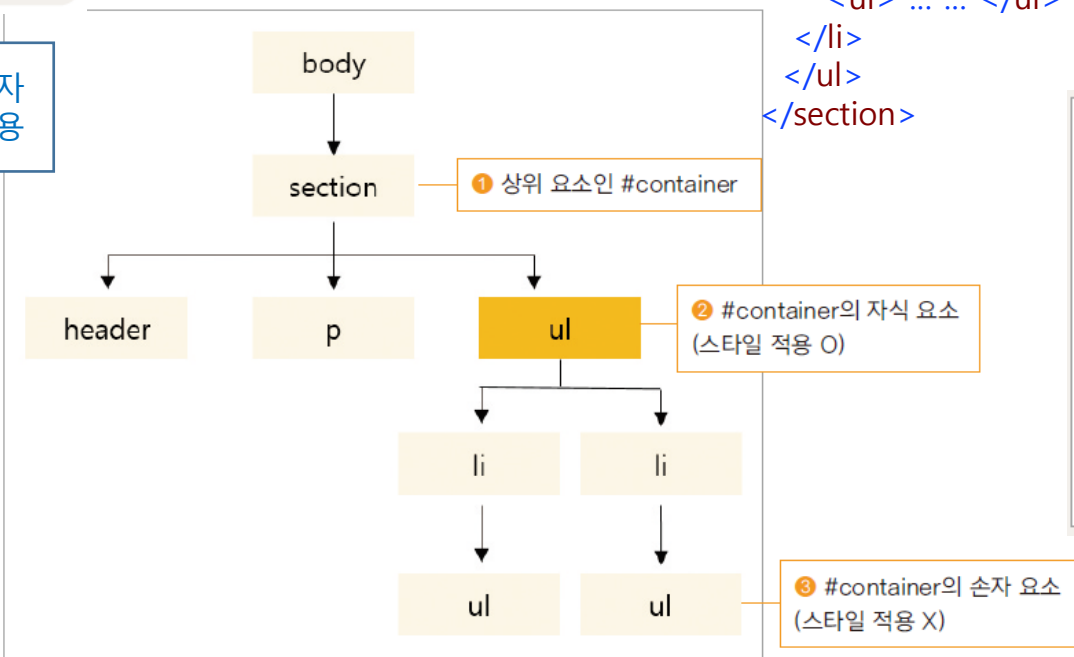 <ul> ... ... </ul>
</li>
</ul>
</section>
자
용
body
section
❶ 상위 요소인 #container
header
p
ul
❷ #container의 자식 요소
(스타일 적용 O)
li
li
ul
ul
❸ #container의 손자 요소
(스타일 적용 X)